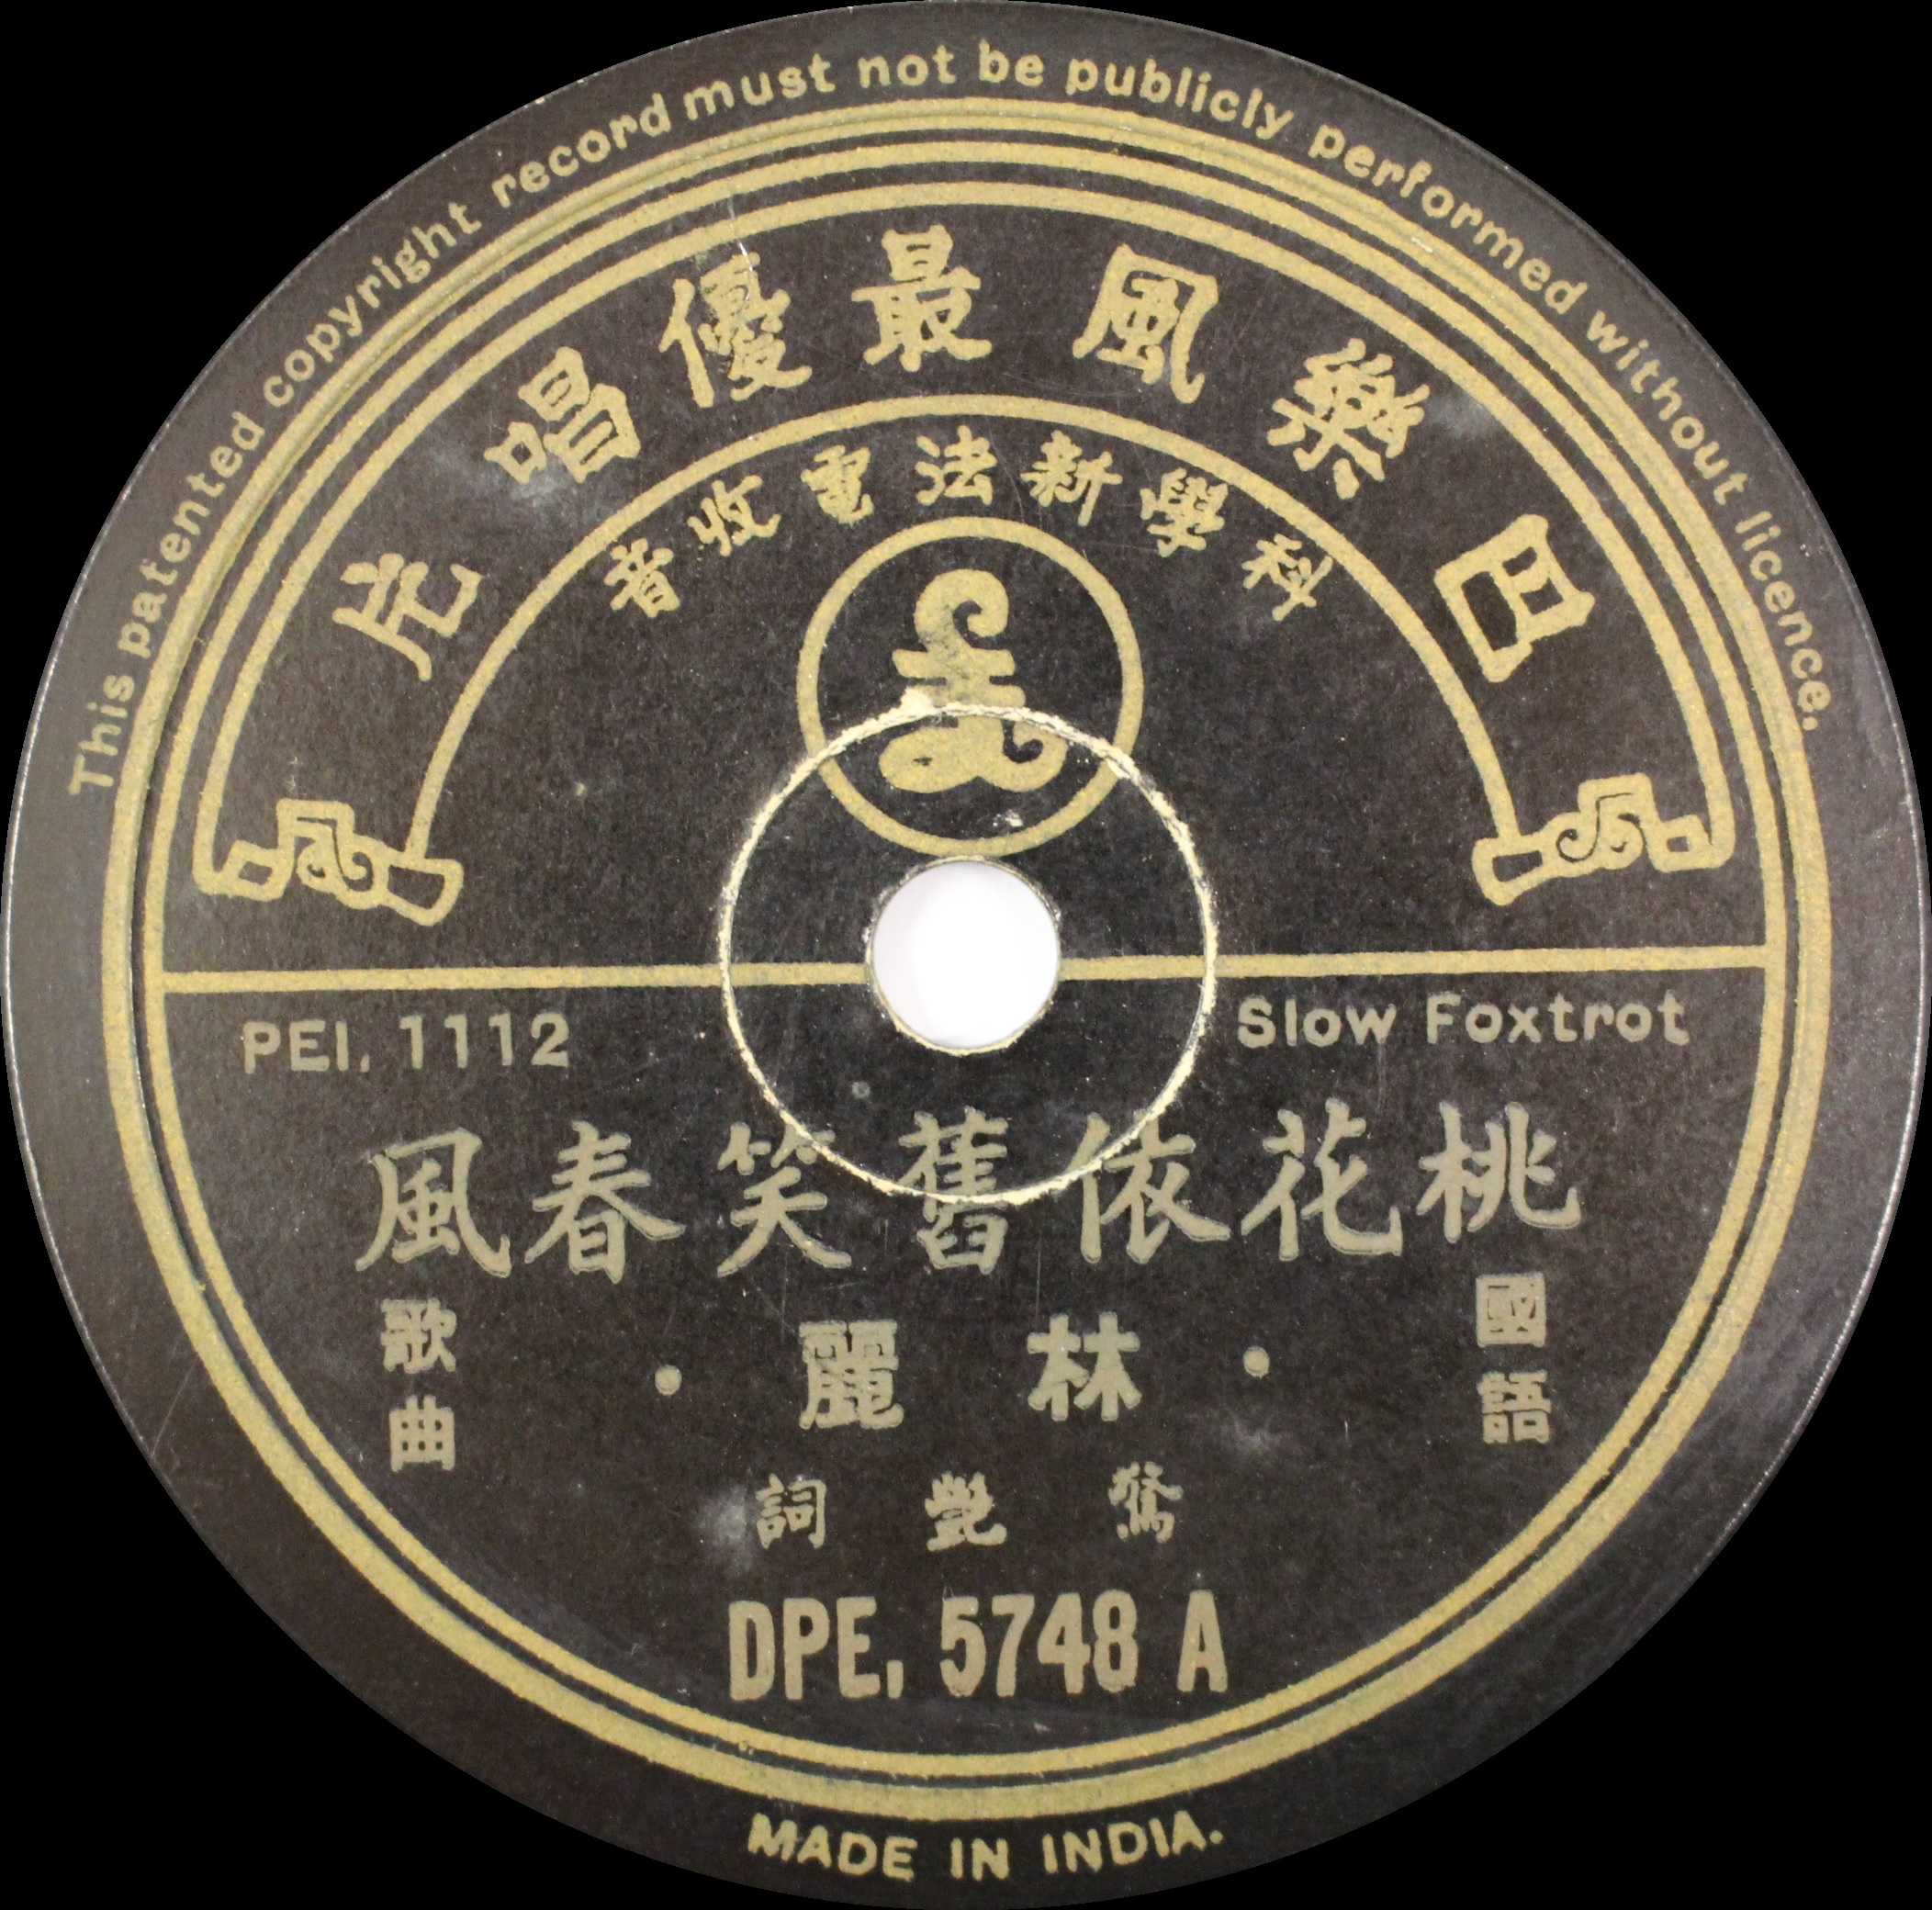 This patented copyright record must not be publicly performed without licence.
巴樂風最優唱片
科學新法電收音
PEI. 1112
Slow Foxtrot
桃花依舊笑春風
國語
歌曲
·林麗·
驚艷詞
DPE. 5748 A
MADE IN INDIA.